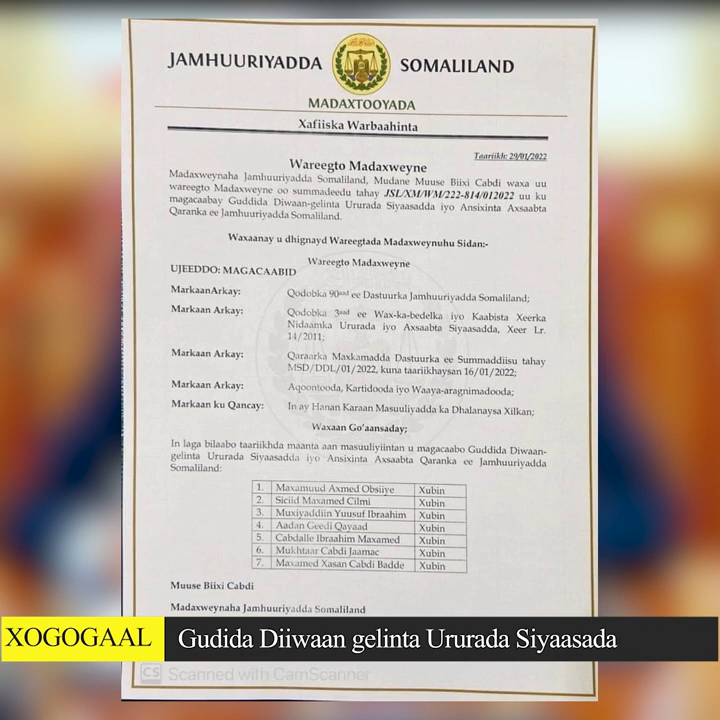 JAMHUURIYADDA SOMALILAND
MADAXTOOYADA
Xafiiska Warbaahinta
Taariikh: 29/01/2022
Wareegto Madaxweyne
Madaxweynaha Jamhuuriyadda Somaliland, Mudane Muuse Biixi Cabdi waxa uu
wareegto Madaxweyne oo summadeedu tahay JSL/XM/WM/222-814/012022 uu ku
magacaabay Guddida Diwaan-gelinta Ururada Siyaasadda iyo Ansixinta Axsaabta
Qaranka ee Jamhuuriyadda Somaliland.
Waxaanay u dhignayd Wareegtada Madaxweynuhu Sidan:-
Wareegto Madaxweyne
UJEEDDO: MAGACAABID
MarkaanArkay: Qodobka 90aad ee Dastuurka Jamhuuriyadda Somaliland;
Markaan Arkay: Qodobka 3aad ee Wax-ka-bedelka iyo Kaabista Xeerka
Nidaamka Ururada iyo Axsaabta Siyaasadda, Xeer Lr.
14/2011;
Markaan Arkay: Qaraarka Maxkamadda Dastuurka ee Summaddiisu tahay
MSD/DDL/01/2022, kuna taariikhaysan 16/01/2022;
Markaan Arkay: Aqoontooda, Kartidooda iyo Waaya-aragnimadooda;
Markaan ku Qancay: In ay Hanan Karaan Masuuliyadda ka Dhalanaysa Xilkan;
Waxaan Go'aansaday;
In laga bilaabo taariikhda maanta aan masuuliyiintan u magacaabo Guddida Diwaan-
gelinta Ururada Siyaasadda iyo Ansixinta Axsaabta Qaranka ee Jamhuuriyadda
Somaliland:
1. Maxamuud Axmed Obsiiye Xubin
2. Siciid Maxamed Cilmi Xubin
3. Muxiyaddiin Yuusuf Ibraahim Xubin
4. Aadan Geedi Qayaad Xubin
5. Cabdalle Ibraahim Maxamed Xubin
6. Mukhtaar Cabdi Jaamac Xubin
7. Maxamed Xasan Cabdi Badde Xubin
Muuse Biixi Cabdi
Madaxweynaha Jamhuuriyadda Somaliland
XOGOGAAL Gudida Diiwaan gelinta Ururada Siyaasada
CS Scanned with CamScanner